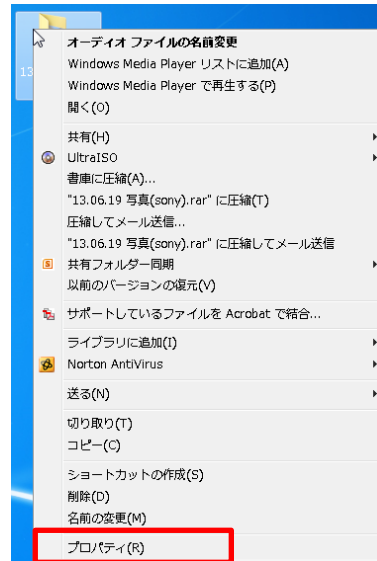 13
オーディオ ファイルの名前変更
Windows Media Player リストに追加(A)
Windows Media Player で再生する(P)
開く(O)
共有(H)
UltraISO
書庫に圧縮(A)...
"13.06.19 写真(sony).rar" に圧縮(T)
圧縮してメール送信...
"13.06.19 写真(sony).rar" に圧縮してメール送信
S 共有フォルダー同期
以前のバージョンの復元(V)
サポートしているファイルを Acrobat で結合...
ライブラリに追加(I)
Norton AntiVirus
送る(N)
切り取り(T)
コピー(C)
ショートカットの作成(S)
削除(D)
名前の変更(M)
プロパティ(R)